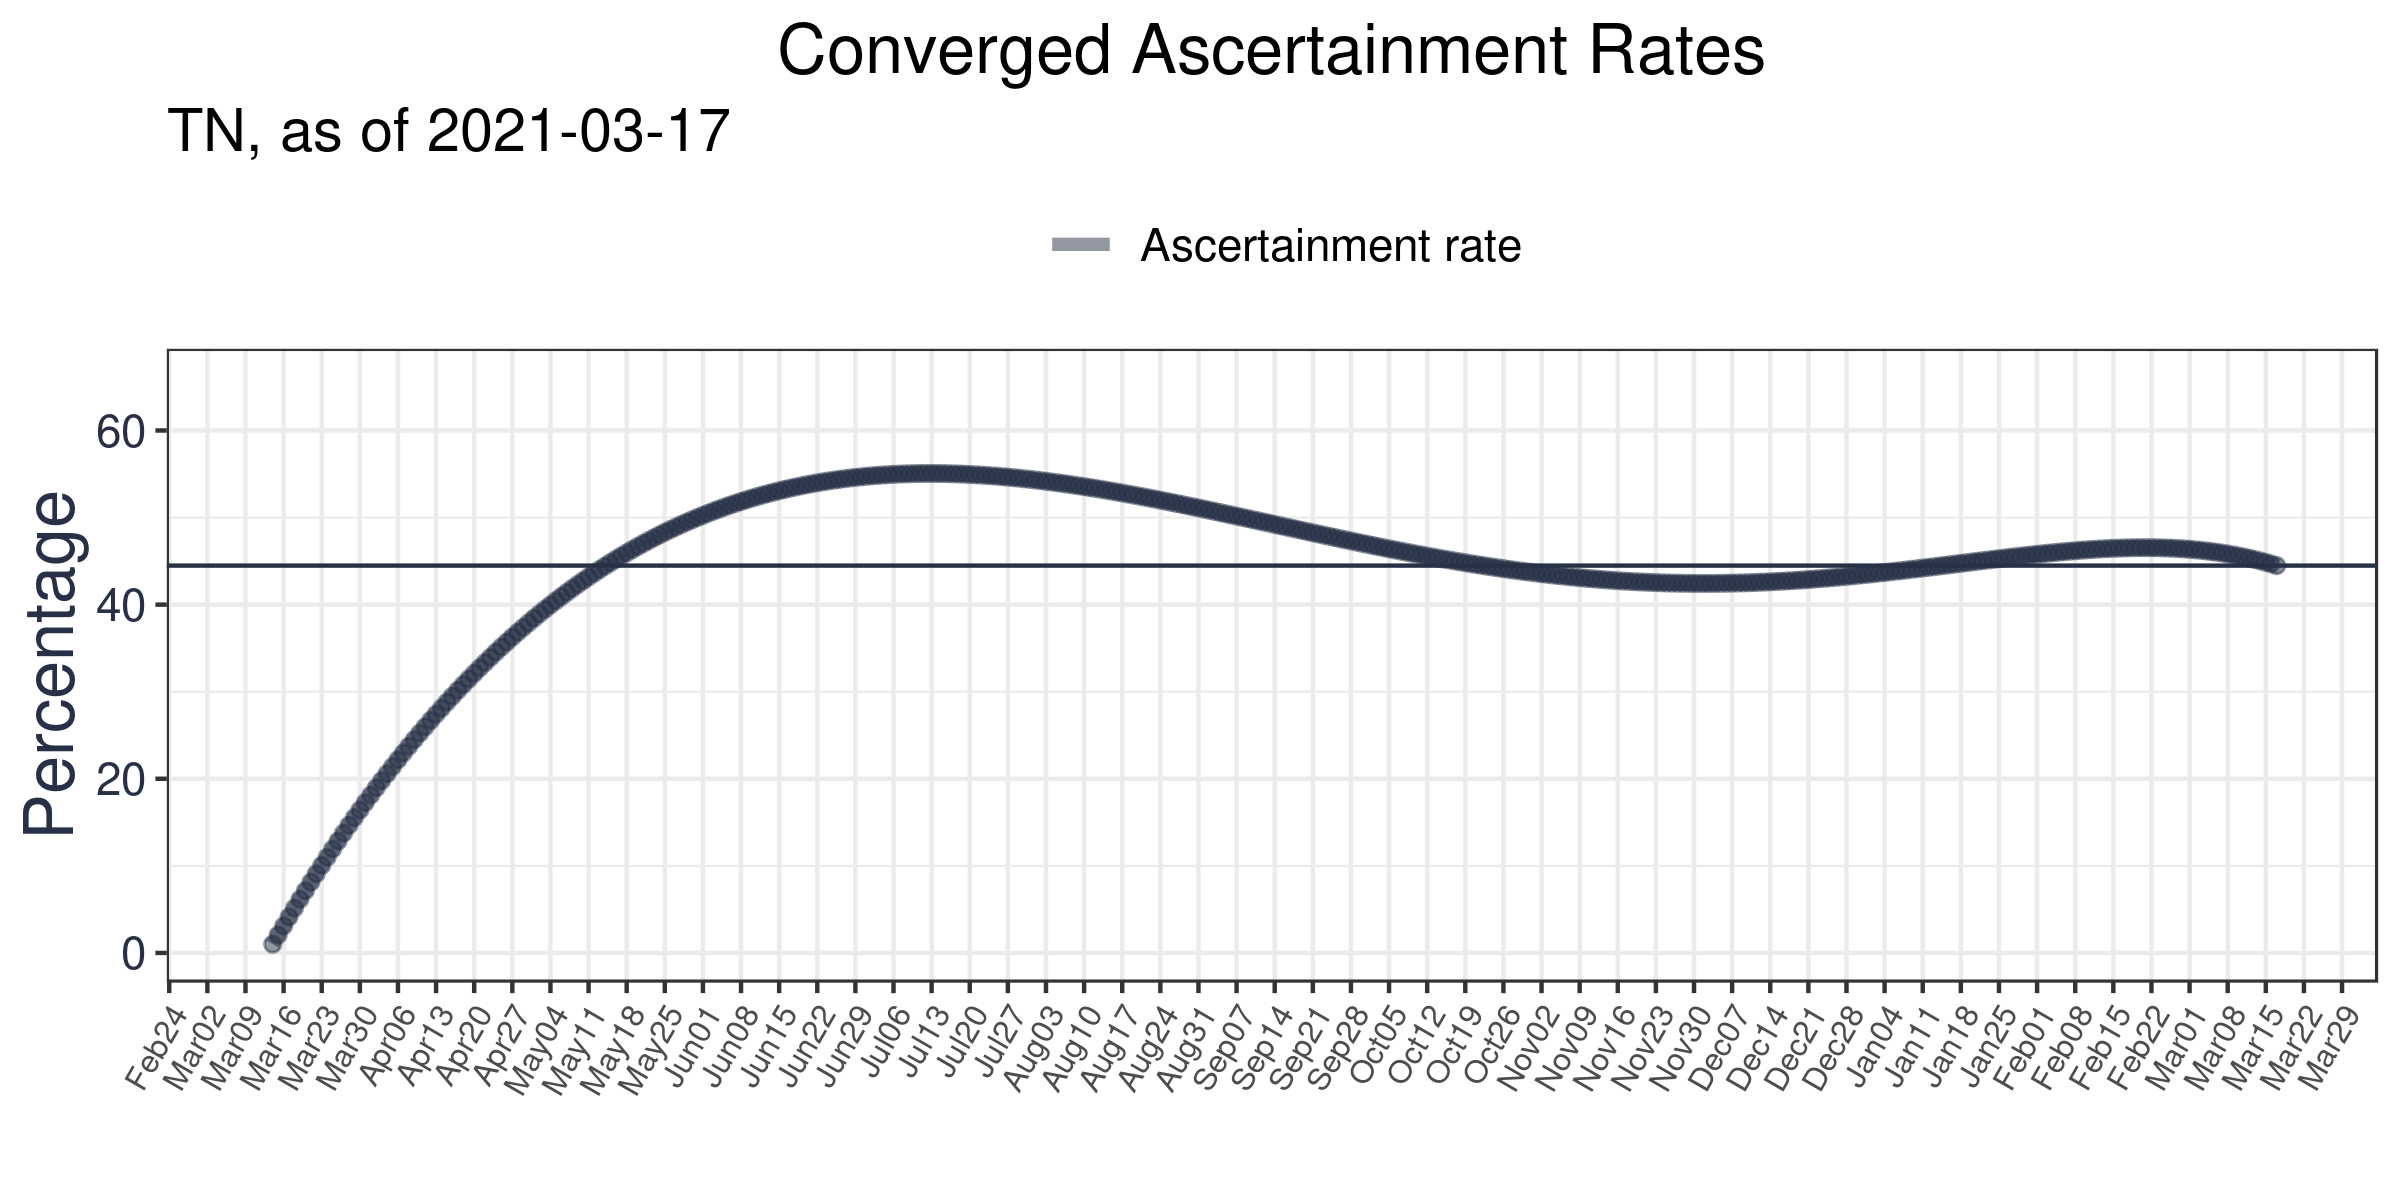 Converged Ascertainment Rates
TN, as of 2021-03-17
Ascertainment rate
Percentage
60
40
20
0
Feb24 Mar02 Mar09 Mar16 Mar23 Mar30 Apr06 Apr13 Apr20 Apr27 May04 May11 May18 May25 Jun01 Jun08 Jun15 Jun22 Jun29 Jul06 Jul13 Jul20 Jul27 Aug03 Aug10 Aug17 Aug24 Aug31 Sep07 Sep14 Sep21 Sep28 Oct05 Oct12 Oct19 Oct26 Nov02 Nov09 Nov16 Nov23 Nov30 Dec07 Dec14 Dec21 Dec28 Jan04 Jan11 Jan18 Jan25 Feb01 Feb08 Feb15 Feb22 Mar01 Mar08 Mar15 Mar22 Mar29